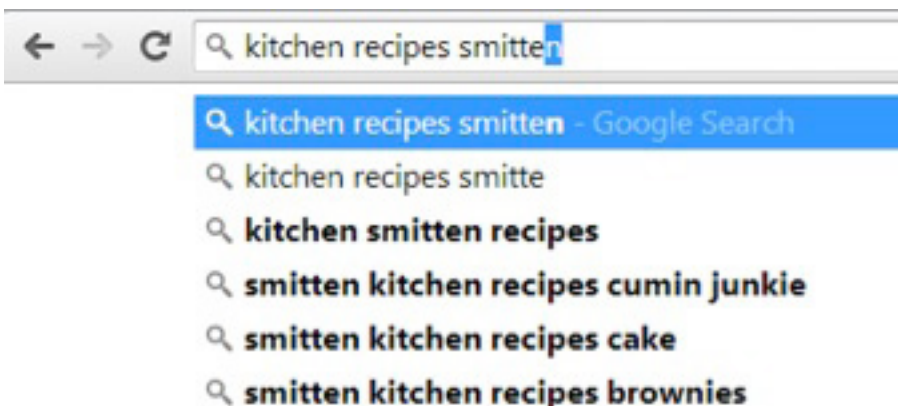 kitchen recipes smitten
kitchen recipes smitten - Google Search
kitchen recipes smitte
kitchen smitten recipes
smitten kitchen recipes cumin junkie
smitten kitchen recipes cake
smitten kitchen recipes brownies